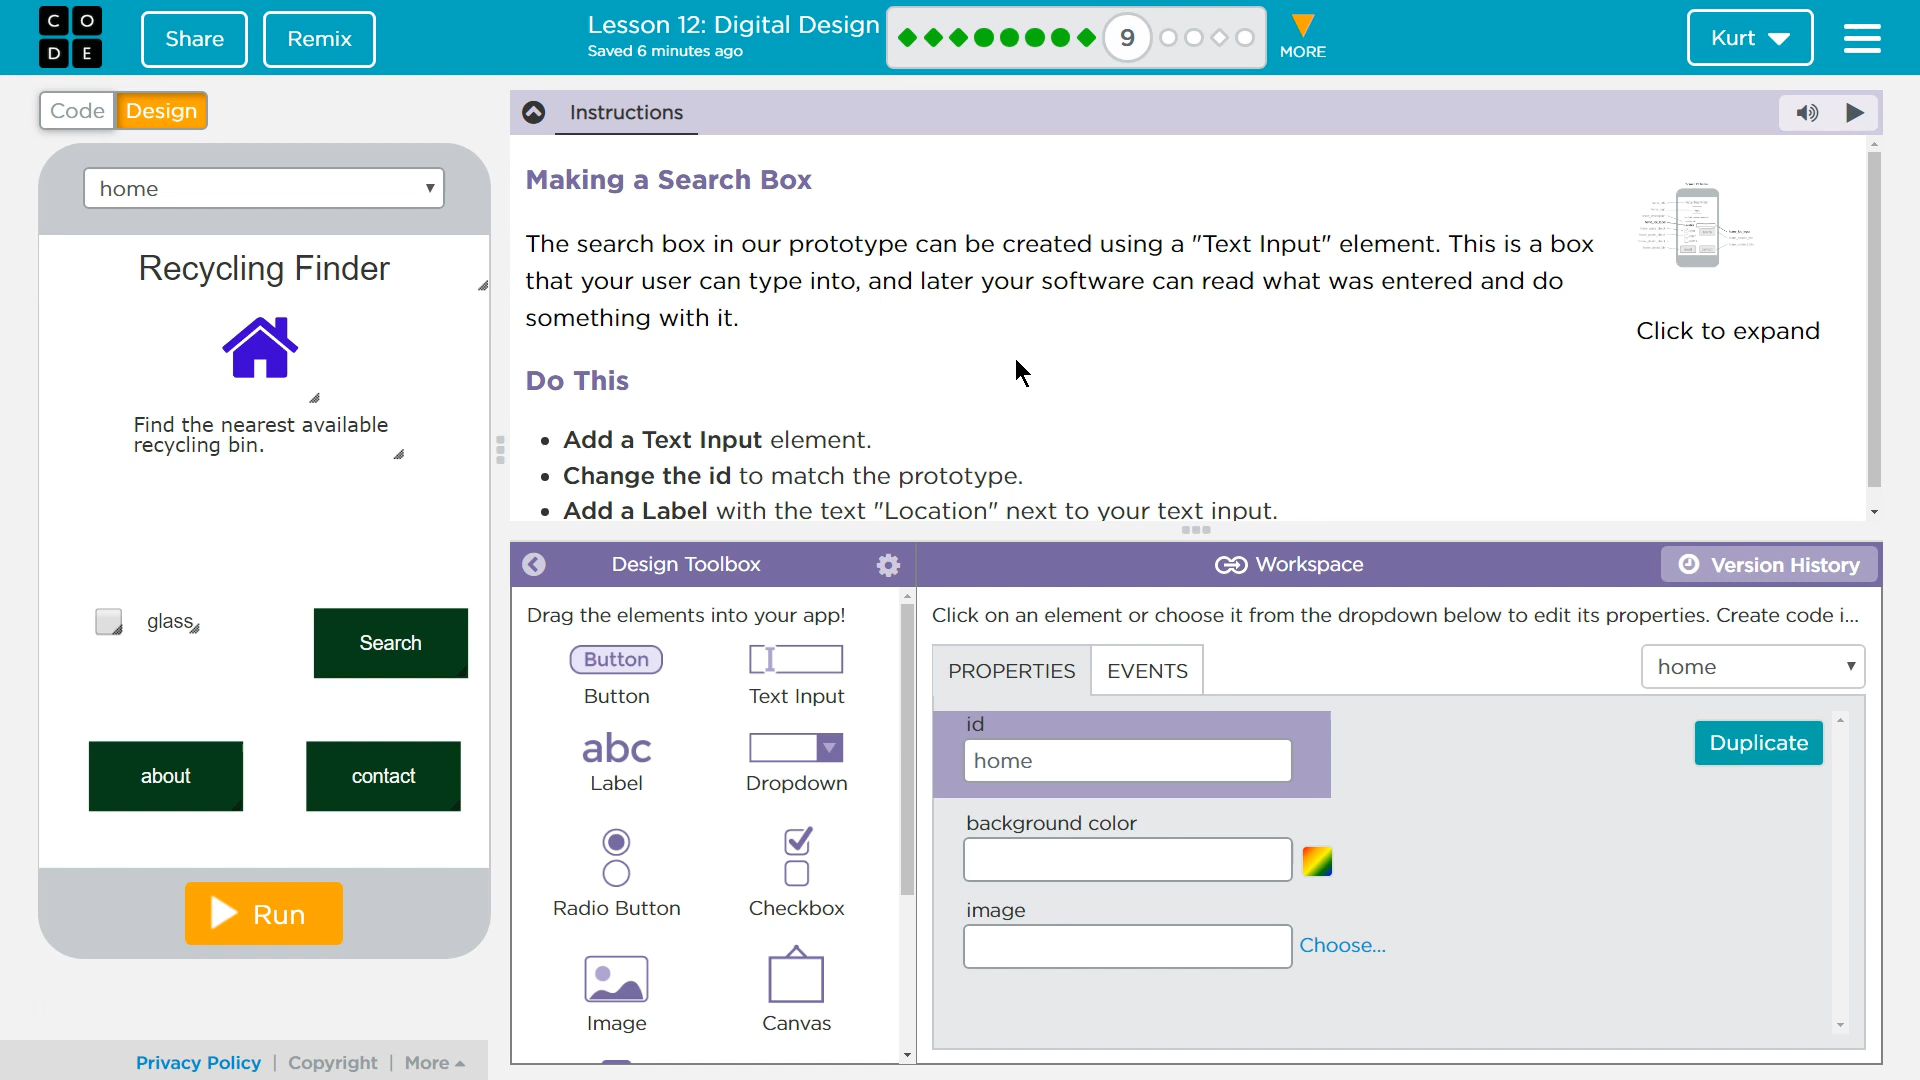 CODE
Share
Remix
Lesson 12: Digital Design
Saved 6 minutes ago
9
MORE
Kurt
Code
Design
home
Recycling Finder
Find the nearest available
recycling bin.
glass
Search
about
contact
Run
Privacy Policy | Copyright | More
Instructions
Making a Search Box
The search box in our prototype can be created using a "Text Input" element. This is a box
that your user can type into, and later your software can read what was entered and do
something with it.
Click to expand
Do This
• Add a Text Input element.
• Change the id to match the prototype.
• Add a Label with the text "Location" next to your text input.
Design Toolbox
Workspace
Version History
Drag the elements into your app!
Button
Button
Text Input
abc
Label
Dropdown
Radio Button
Checkbox
Image
Canvas
Click on an element or choose it from the dropdown below to edit its properties. Create code i...
PROPERTIES
EVENTS
home
id
home
Duplicate
background color
image
Choose...